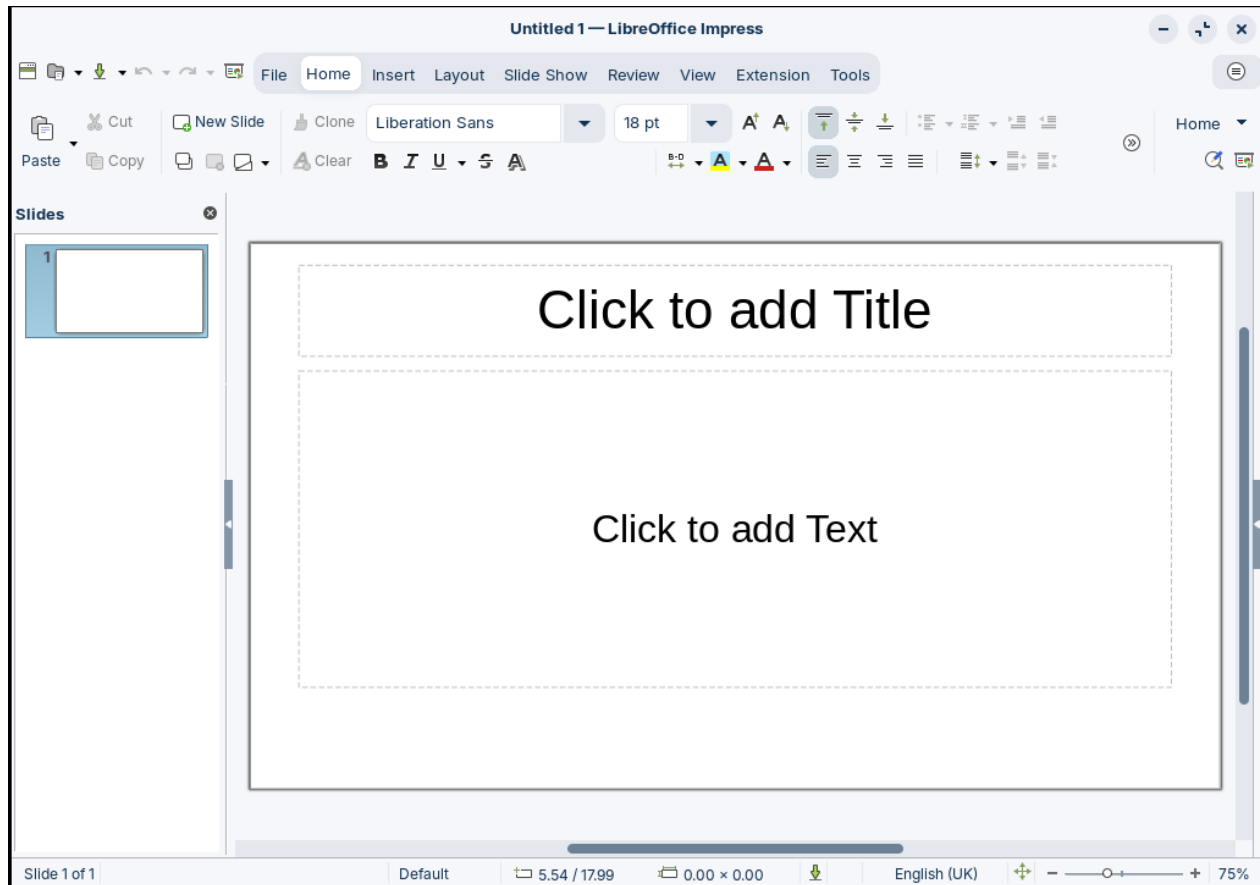 Untitled 1 — LibreOffice Impress
File Home Insert Layout Slide Show Review View Extension Tools
Cut New Slide Clone Liberation Sans 18 pt Home
Paste Copy Clear
Slides
1
Click to add Title
Click to add Text
Slide 1 of 1 Default 5.54 / 17.99 0.00 × 0.00 English (UK) 75%